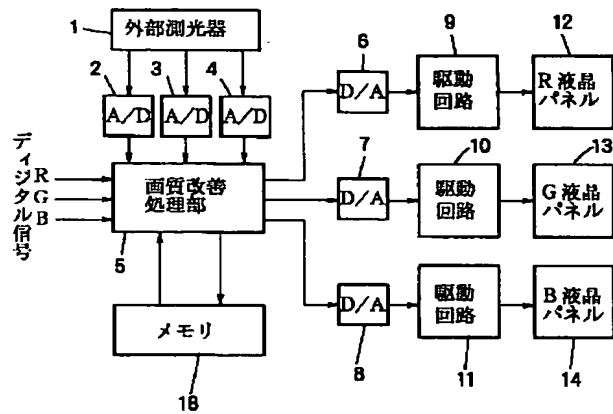 1
外部測光器
2
3
4
A/D
A/D
A/D
ディジタル信号
R
G
B
画質改善
処理部
5
メモリ
18
6
D/A
7
D/A
D/A
8
9
駆動
回路
10
駆動
回路
駆動
回路
11
12
R液晶
パネル
13
G液晶
パネル
B液晶
パネル
14